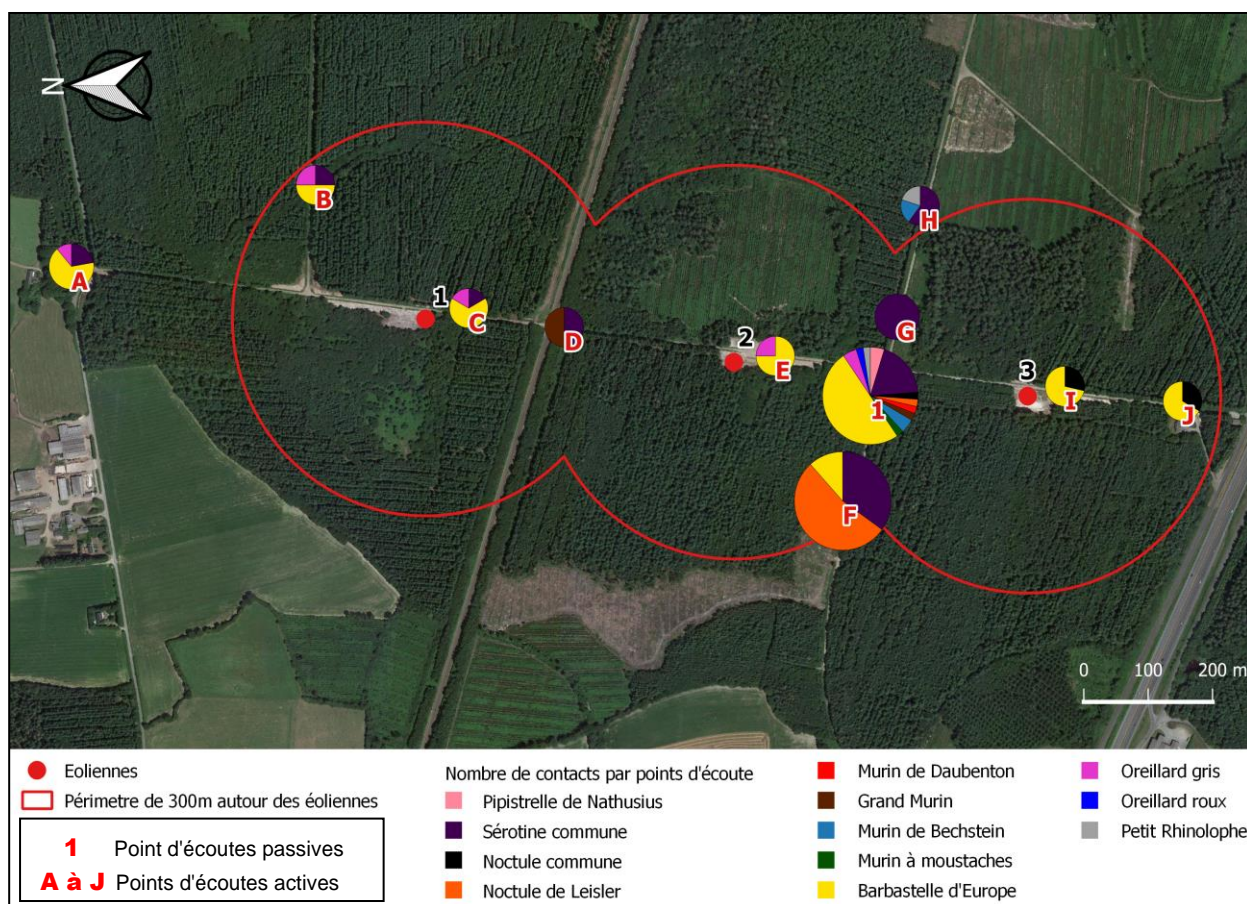 N
A
B
1
C
D
2
E
H
G
1
F
3
I
J
0 100 200 m
Eoliennes
Périmetre de 300m autour des éoliennes
1 Point d'écoutes passives
A à J Points d'écoutes actives
Nombre de contacts par points d'écoute
Pipistrelle de Nathusius
Sérotine commune
Noctule commune
Noctule de Leisler
Murin de Daubenton
Grand Murin
Murin de Bechstein
Murin à moustaches
Barbastelle d'Europe
Oreillard gris
Oreillard roux
Petit Rhinolophe